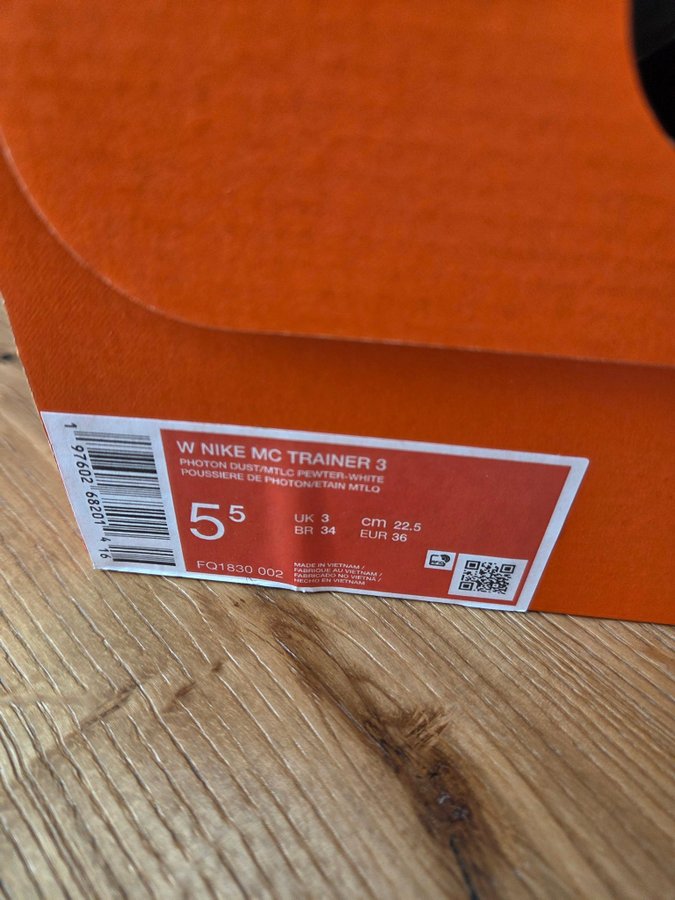 W NIKE MC TRAINER 3
PHOTON DUST/MTLC PEWTER-WHITE
POUSSIERE DE PHOTON/ETAIN MTLQ
5⁵
UK 3 cm 22.5
BR 34 EUR 36
FQ1830 002
MADE IN VIETNAM /
FABRIQUE AU VIETNAM /
FABRICADO NO VIETNÃ /
HECHO EN VIETNAM
1 97602 68201 4 16